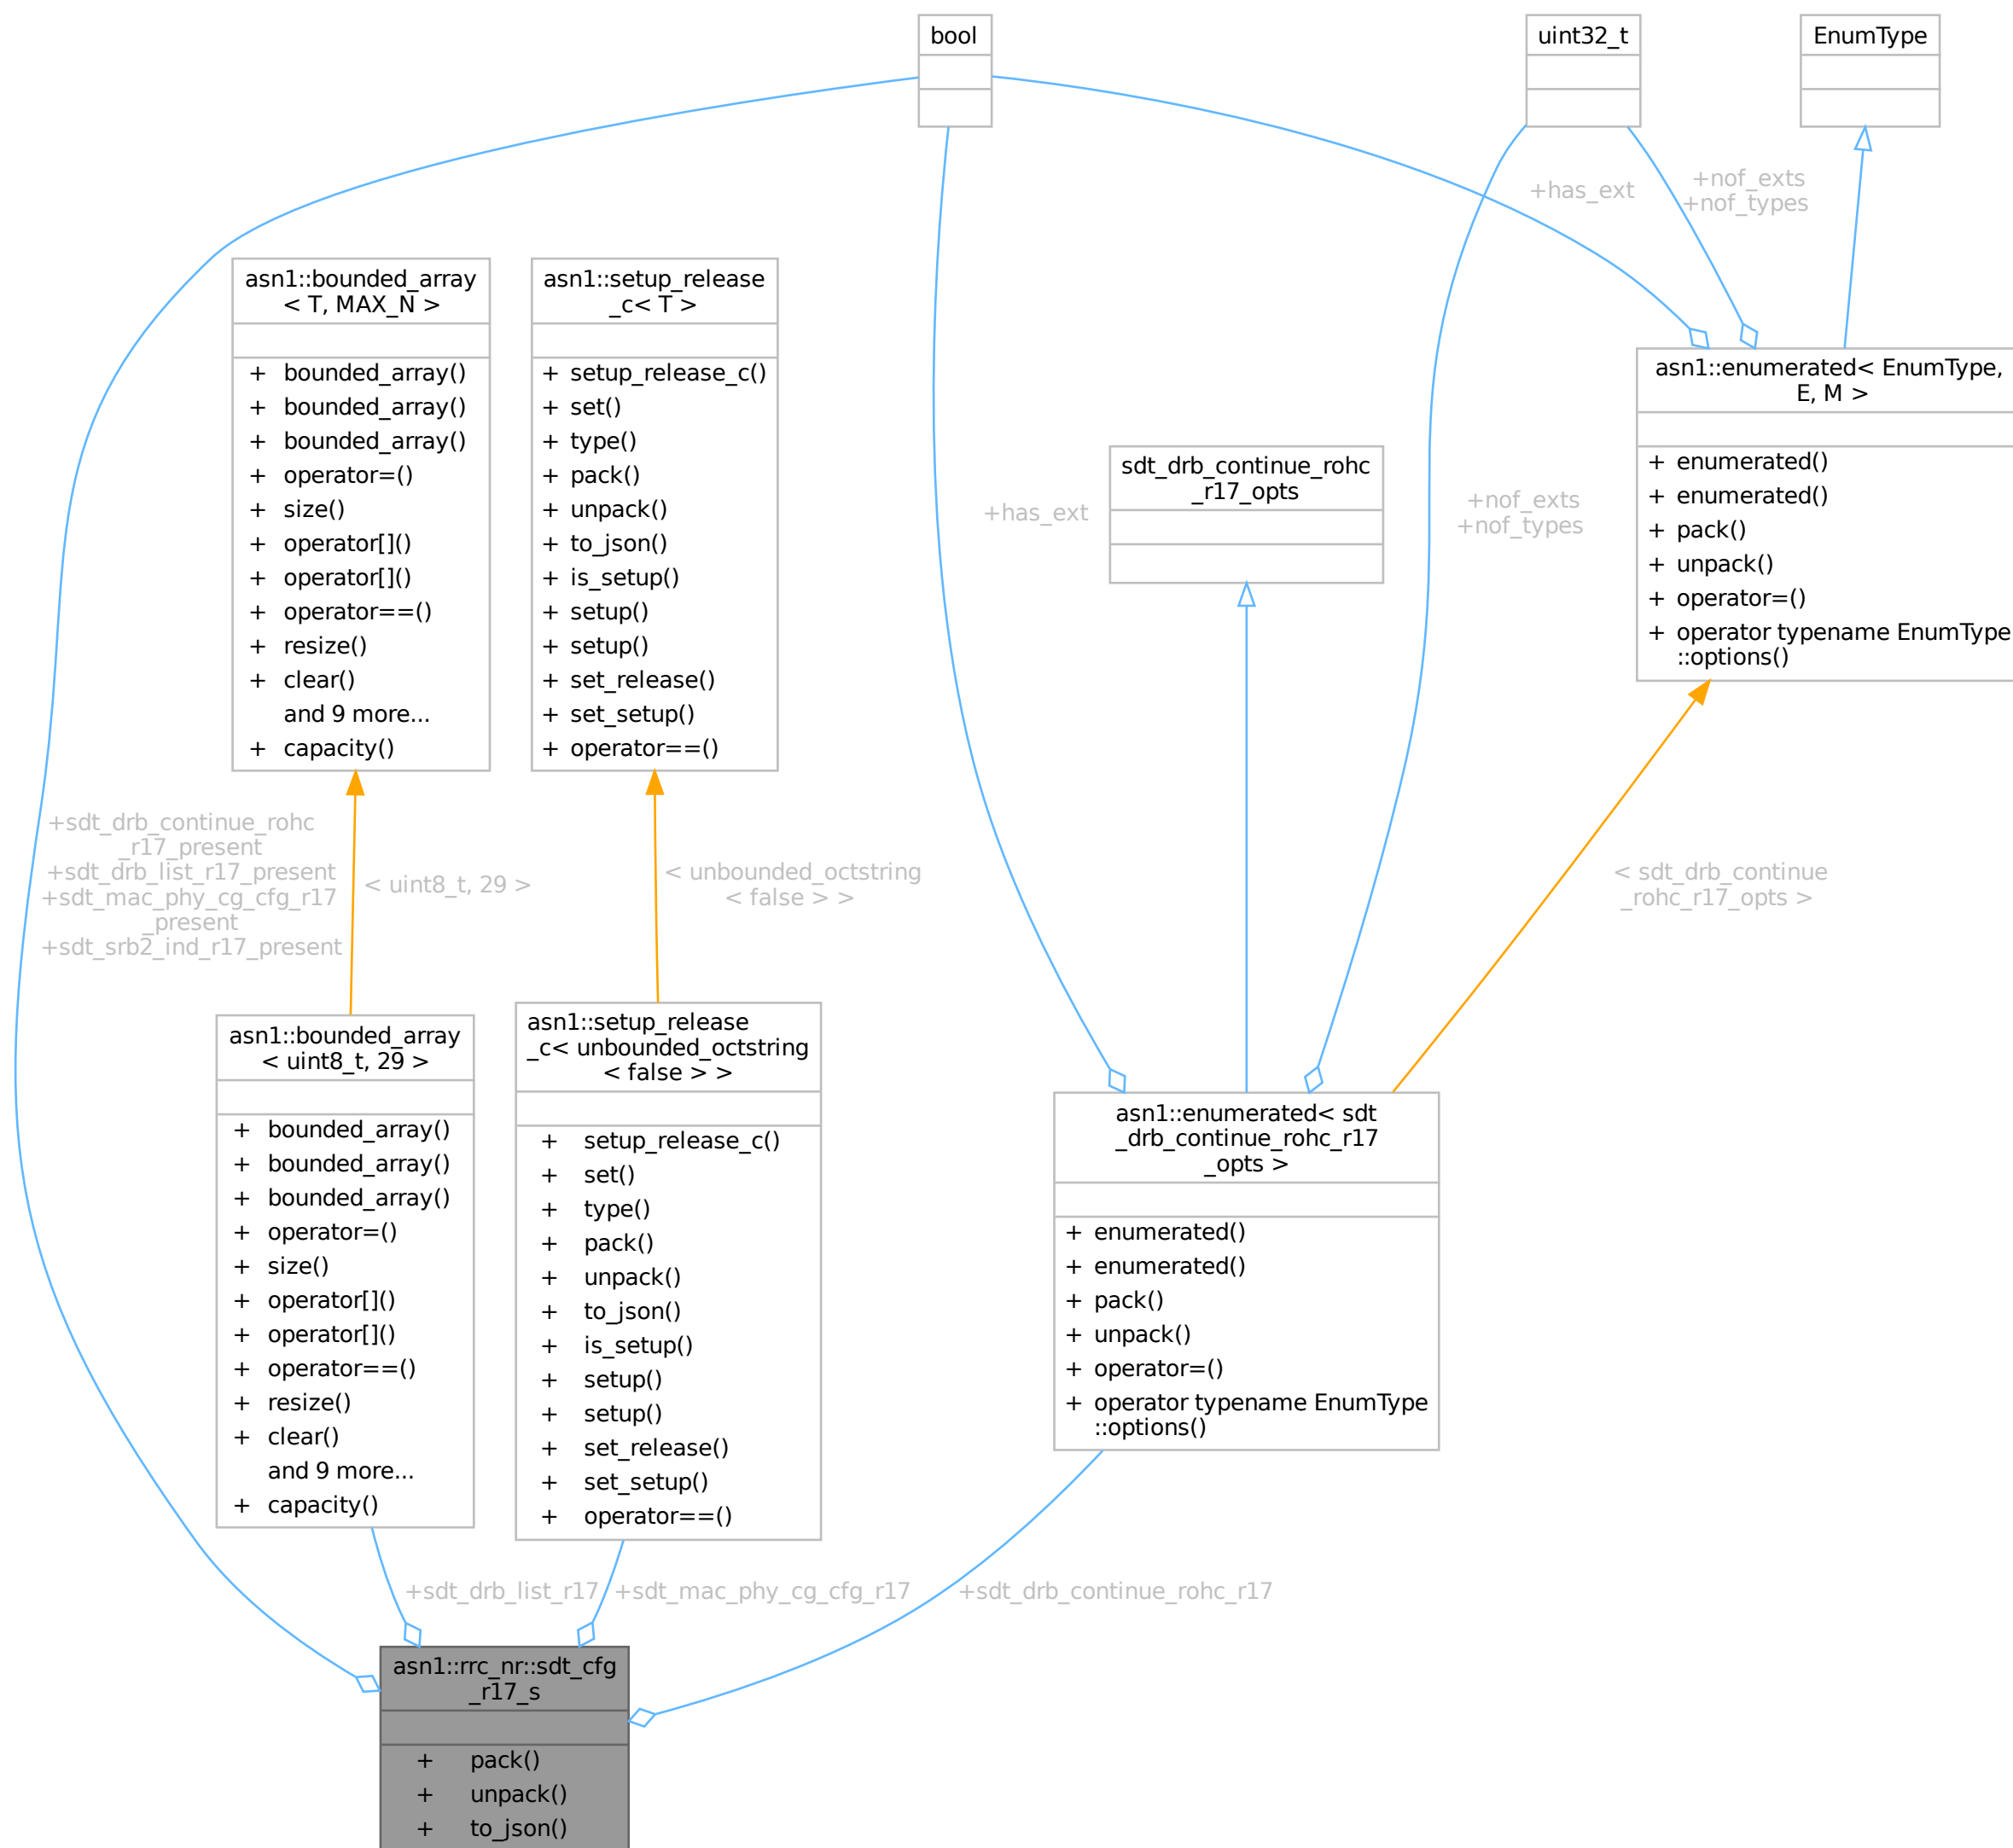 bool
uint32_t
EnumType
+has_ext
+nof_exts
+nof_types
asn1::bounded_array
< T, MAX_N >
+ bounded_array()
+ bounded_array()
+ bounded_array()
+ operator=()
+ size()
+ operator[]()
+ operator[]()
+ operator==()
+ resize()
+ clear()
and 9 more...
+ capacity()
asn1::setup_release
_c< T >
+ setup_release_c()
+ set()
+ type()
+ pack()
+ unpack()
+ to_json()
+ is_setup()
+ setup()
+ setup()
+ set_release()
+ set_setup()
+ operator==()
asn1::enumerated< EnumType,
E, M >
+ enumerated()
+ enumerated()
+ pack()
+ unpack()
+ operator=()
+ operator typename EnumType
::options()
sdt_drb_continue_rohc
_r17_opts
+has_ext
+nof_exts
+nof_types
+sdt_drb_continue_rohc
_r17_present
+sdt_drb_list_r17_present
+sdt_mac_phy_cg_cfg_r17
_present
+sdt_srb2_ind_r17_present
< uint8_t, 29 >
< unbounded_octstring
< false > >
< sdt_drb_continue
_rohc_r17_opts >
asn1::bounded_array
< uint8_t, 29 >
+ bounded_array()
+ bounded_array()
+ bounded_array()
+ operator=()
+ size()
+ operator[]()
+ operator[]()
+ operator==()
+ resize()
+ clear()
and 9 more...
+ capacity()
asn1::setup_release
_c< unbounded_octstring
< false > >
+ setup_release_c()
+ set()
+ type()
+ pack()
+ unpack()
+ to_json()
+ is_setup()
+ setup()
+ setup()
+ set_release()
+ set_setup()
+ operator==()
asn1::enumerated< sdt
_drb_continue_rohc_r17
_opts >
+ enumerated()
+ enumerated()
+ pack()
+ unpack()
+ operator=()
+ operator typename EnumType
::options()
+sdt_drb_list_r17
+sdt_mac_phy_cg_cfg_r17
+sdt_drb_continue_rohc_r17
asn1::rrc_nr::sdt_cfg
_r17_s
+ pack()
+ unpack()
+ to_json()